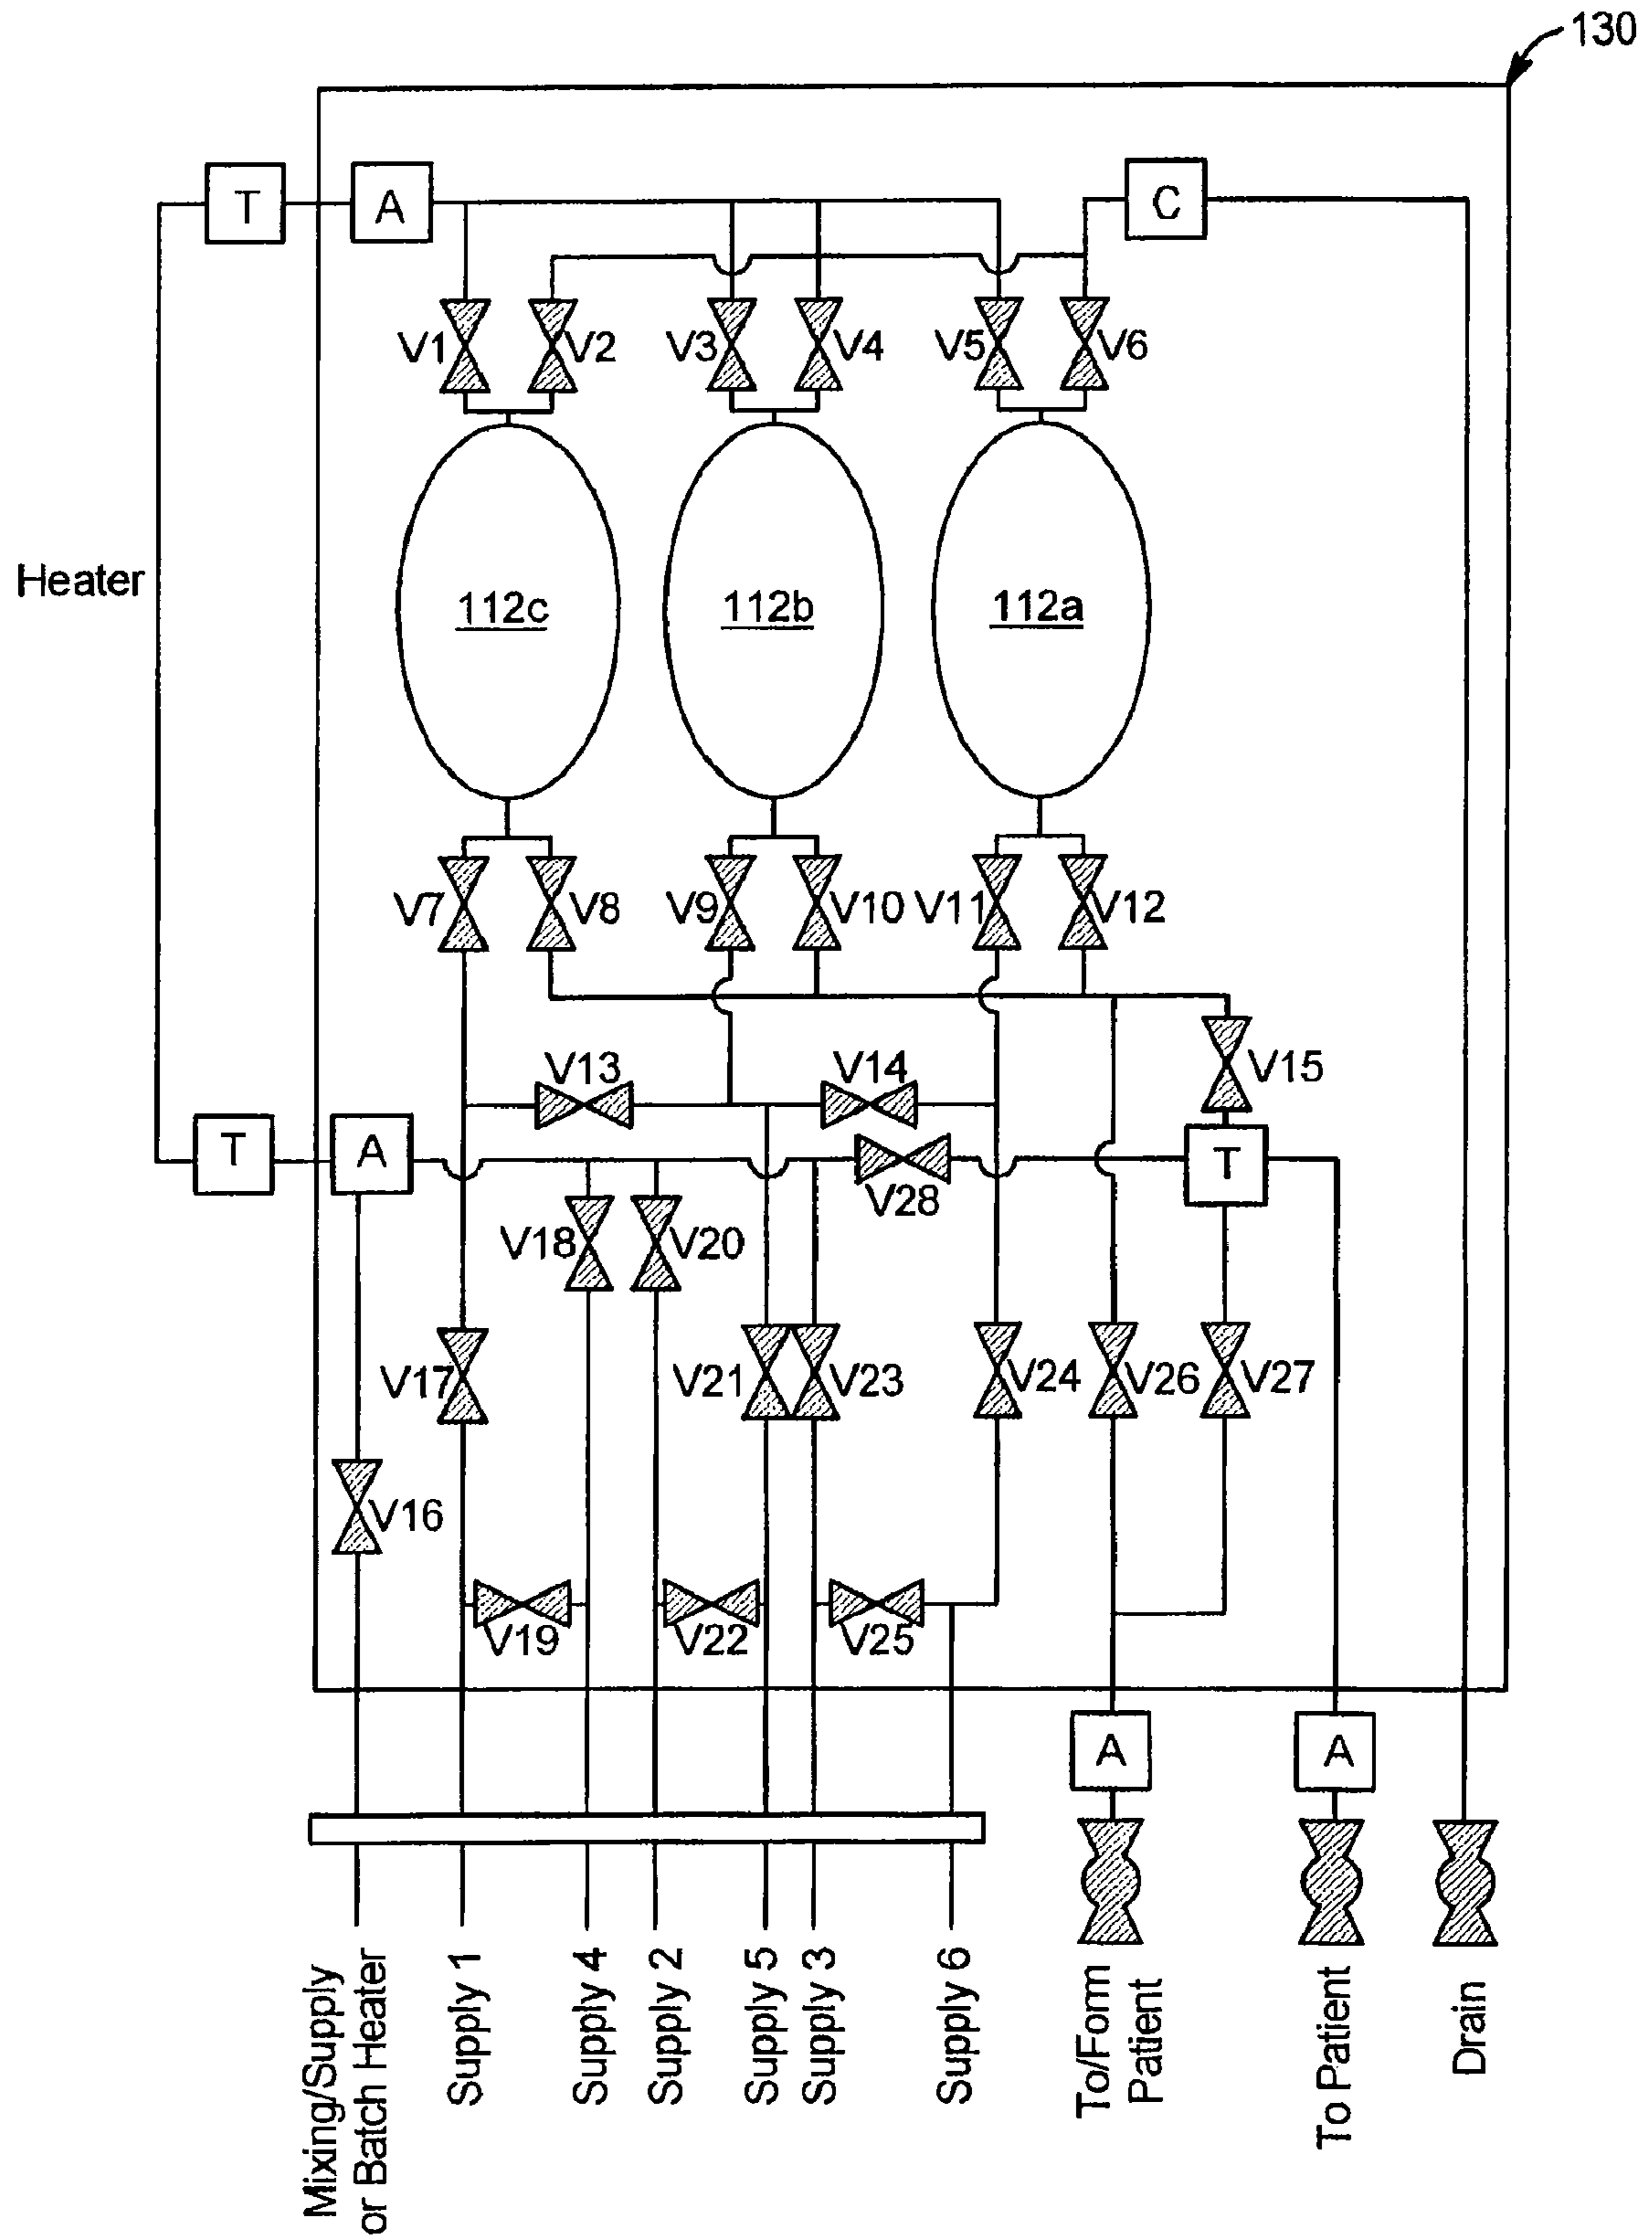 130
T
A
C
V1
V2
V3
V4
V5
V6
Heater
112c
112b
112a
V7
V8
V9
V10
V11
V12
V13
V14
V15
T
A
T
V28
V18
V20
V17
V21
V23
V24
V26
V27
V16
V19
V22
V25
A
A
Mixing/Supply
or Batch Heater
Supply 1
Supply 4
Supply 2
Supply 5
Supply 3
Supply 6
To/Form
Patient
To Patient
Drain